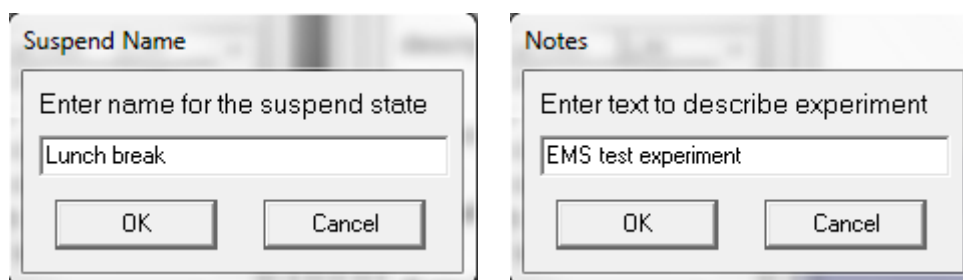 Suspend Name
Enter name for the suspend state
Lunch break
OK Cancel
Notes
Enter text to describe experiment
EMS test experiment
OK Cancel